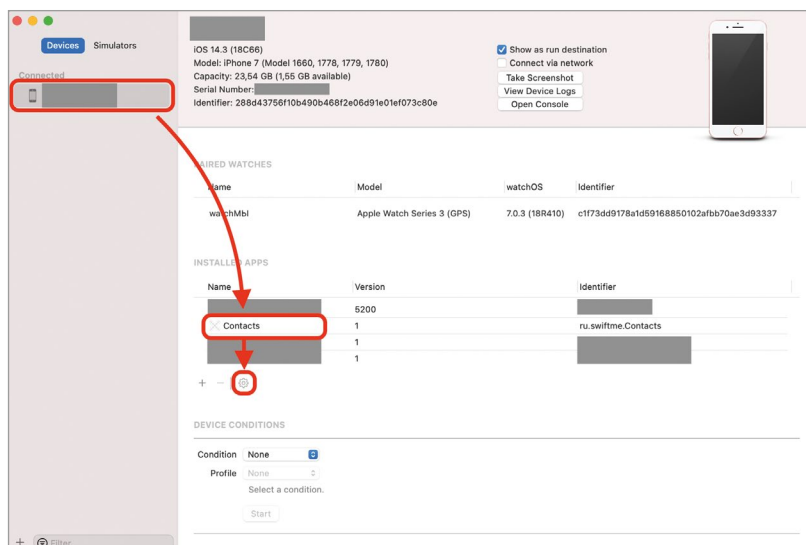 Devices Simulators
Connected
iOS 14.3 (18C66)
Model: iPhone 7 (Model 1660, 1778, 1779, 1780)
Capacity: 23,54 GB (1,55 GB available)
Serial Number:
Identifier: 288d43756f10b490b468f2e06d91e01ef073c80e
Show as run destination
Connect via network
Take Screenshot
View Device Logs
Open Console
PAIRED WATCHES
Name Model watchOS Identifier
watchMbl Apple Watch Series 3 (GPS) 7.0.3 (18R410) c1f73dd9178a1d59168850102afbb70ae3d93337
INSTALLED APPS
Name Version Identifier
5200
Contacts 1 ru.swiftme.Contacts
1
1
+ −
DEVICE CONDITIONS
Condition None
Profile None
Select a condition.
Start
+ Filter